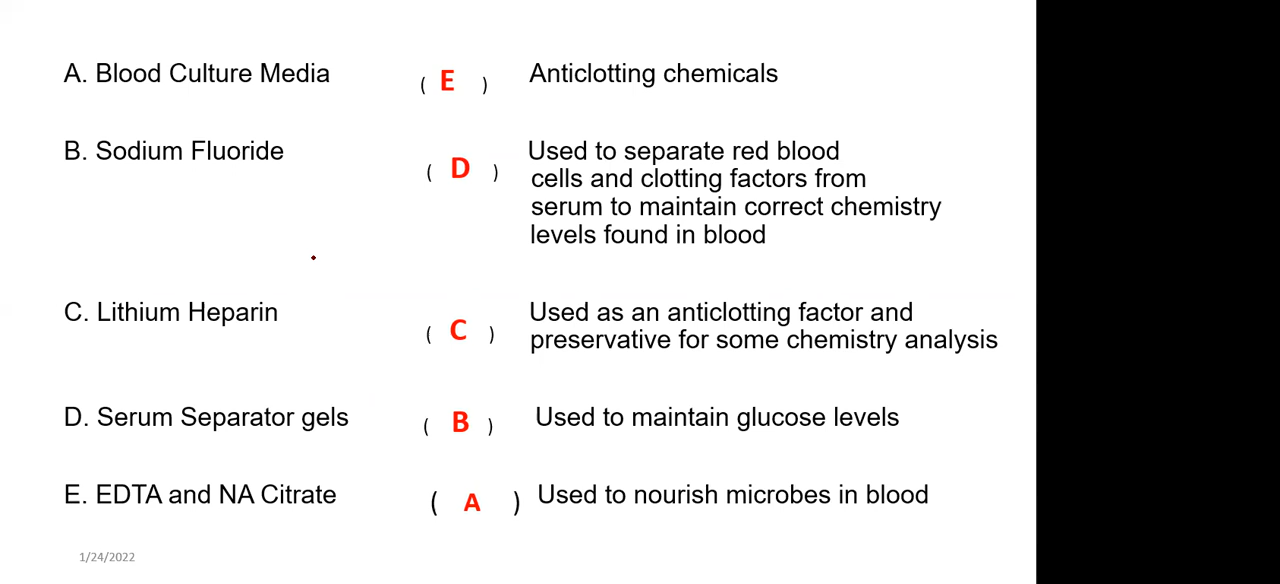 A. Blood Culture Media ( E ) Anticlotting chemicals
B. Sodium Fluoride ( D ) Used to separate red blood
cells and clotting factors from
serum to maintain correct chemistry
levels found in blood
C. Lithium Heparin ( C ) Used as an anticlotting factor and
preservative for some chemistry analysis
D. Serum Separator gels ( B ) Used to maintain glucose levels
E. EDTA and NA Citrate ( A ) Used to nourish microbes in blood
1/24/2022